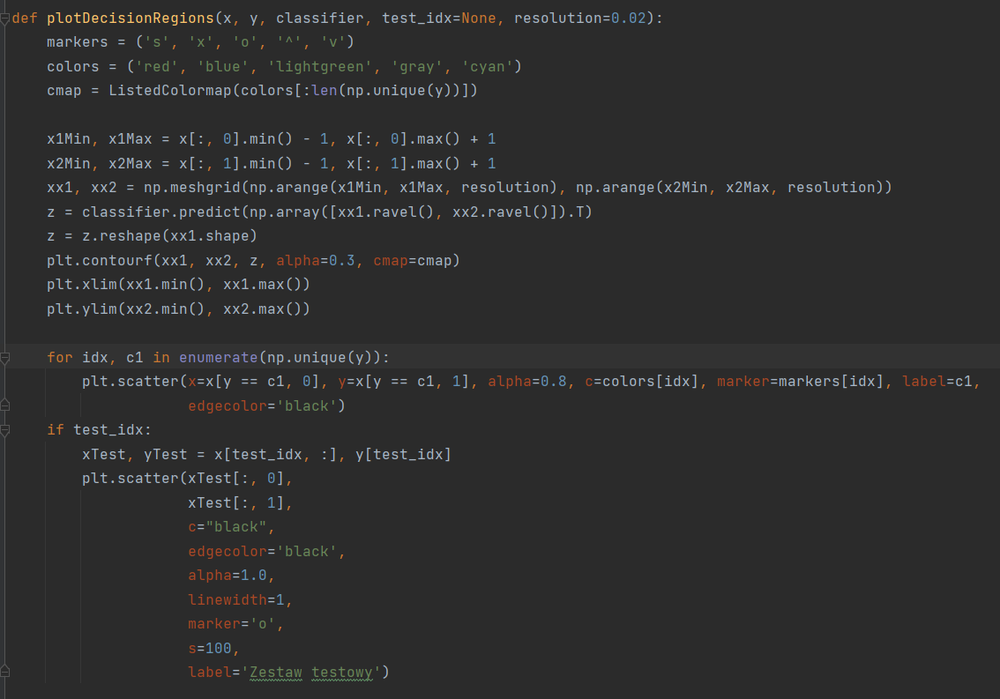 def plotDecisionRegions(x, y, classifier, test_idx=None, resolution=0.02):
    markers = ('s', 'x', 'o', '^', 'v')
    colors = ('red', 'blue', 'lightgreen', 'gray', 'cyan')
    cmap = ListedColormap(colors[:len(np.unique(y))])

    x1Min, x1Max = x[:, 0].min() - 1, x[:, 0].max() + 1
    x2Min, x2Max = x[:, 1].min() - 1, x[:, 1].max() + 1
    xx1, xx2 = np.meshgrid(np.arange(x1Min, x1Max, resolution), np.arange(x2Min, x2Max, resolution))
    z = classifier.predict(np.array([xx1.ravel(), xx2.ravel()]).T)
    z = z.reshape(xx1.shape)
    plt.contourf(xx1, xx2, z, alpha=0.3, cmap=cmap)
    plt.xlim(xx1.min(), xx1.max())
    plt.ylim(xx2.min(), xx2.max())

    for idx, c1 in enumerate(np.unique(y)):
        plt.scatter(x=x[y == c1, 0], y=x[y == c1, 1], alpha=0.8, c=colors[idx], marker=markers[idx], label=c1,
                    edgecolor='black')
    if test_idx:
        xTest, yTest = x[test_idx, :], y[test_idx]
        plt.scatter(xTest[:, 0],
                    xTest[:, 1],
                    c="black",
                    edgecolor='black',
                    alpha=1.0,
                    linewidth=1,
                    marker='o',
                    s=100,
                    label='Zestaw testowy')